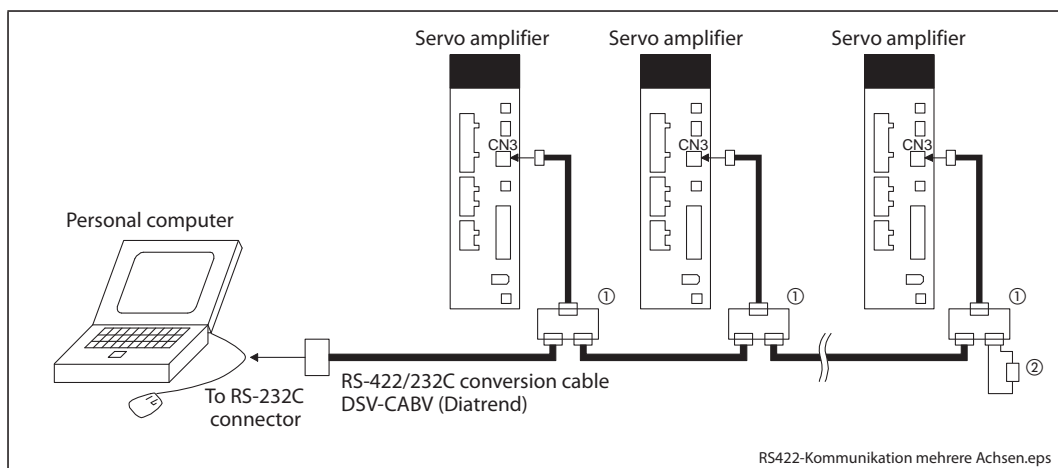 Servo amplifier
Servo amplifier
Servo amplifier
CN3
CN3
CN3
Personal computer
①
①
①
②
To RS-232C
connector
RS-422/232C conversion cable
DSV-CABV (Diatrend)
RS422-Kommunikation mehrere Achsen.eps